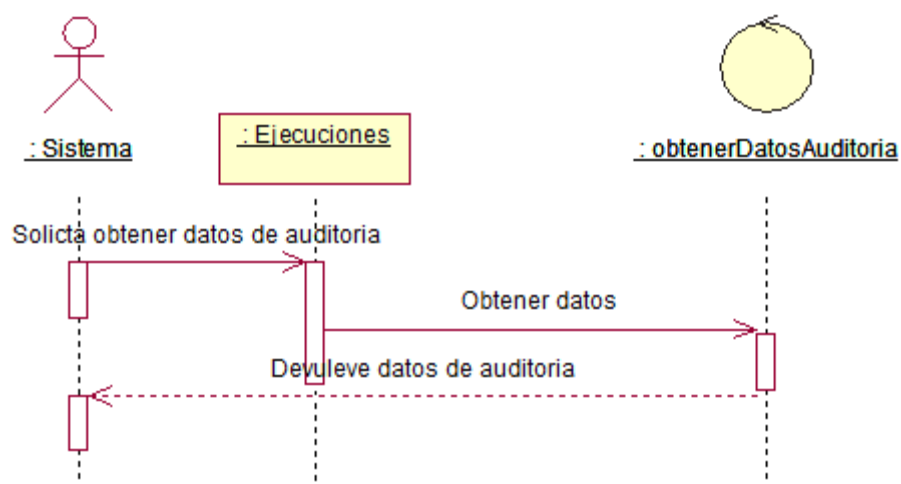 : Sistema
: Ejecuciones
: obtenerDatosAuditoria
Solicta obtener datos de auditoria
Obtener datos
Devuleve datos de auditoria